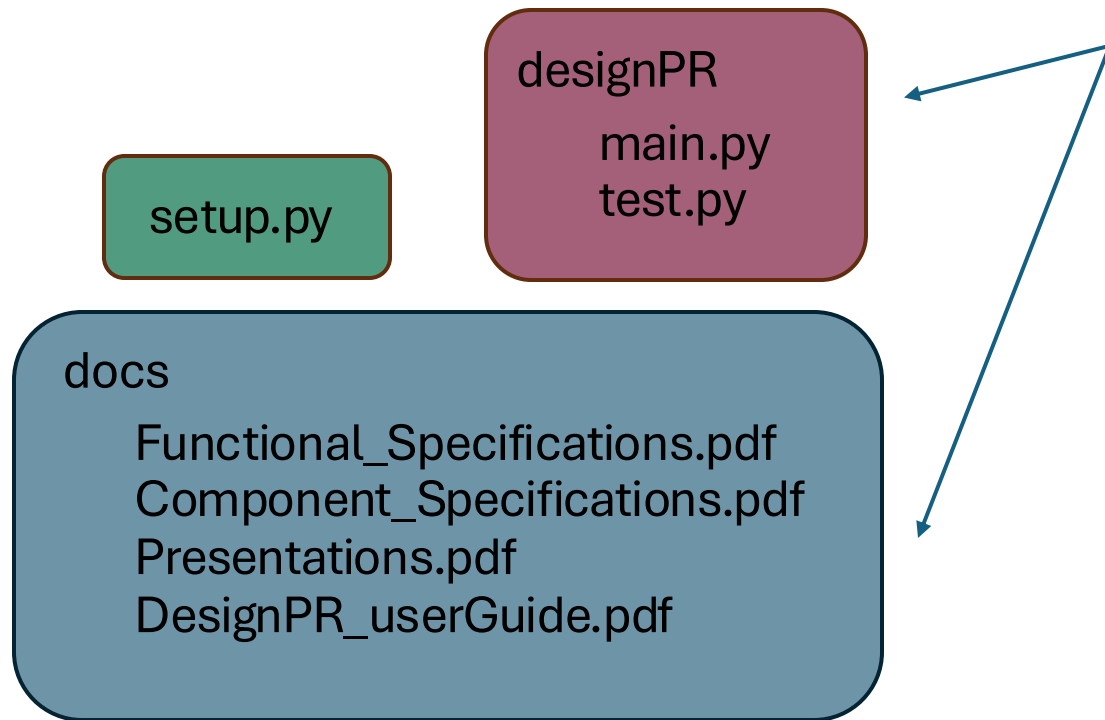 designPR
main.py
test.py
setup.py
docs
Functional_Specifications.pdf
Component_Specifications.pdf
Presentations.pdf
DesignPR_userGuide.pdf